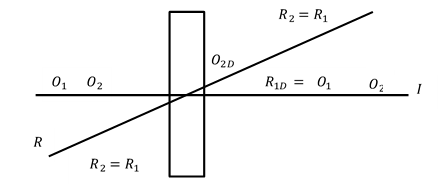 R₂ = R₁
O₂D
O₁ O₂ R₁D = O₁ O₂ I
R
R₂ = R₁